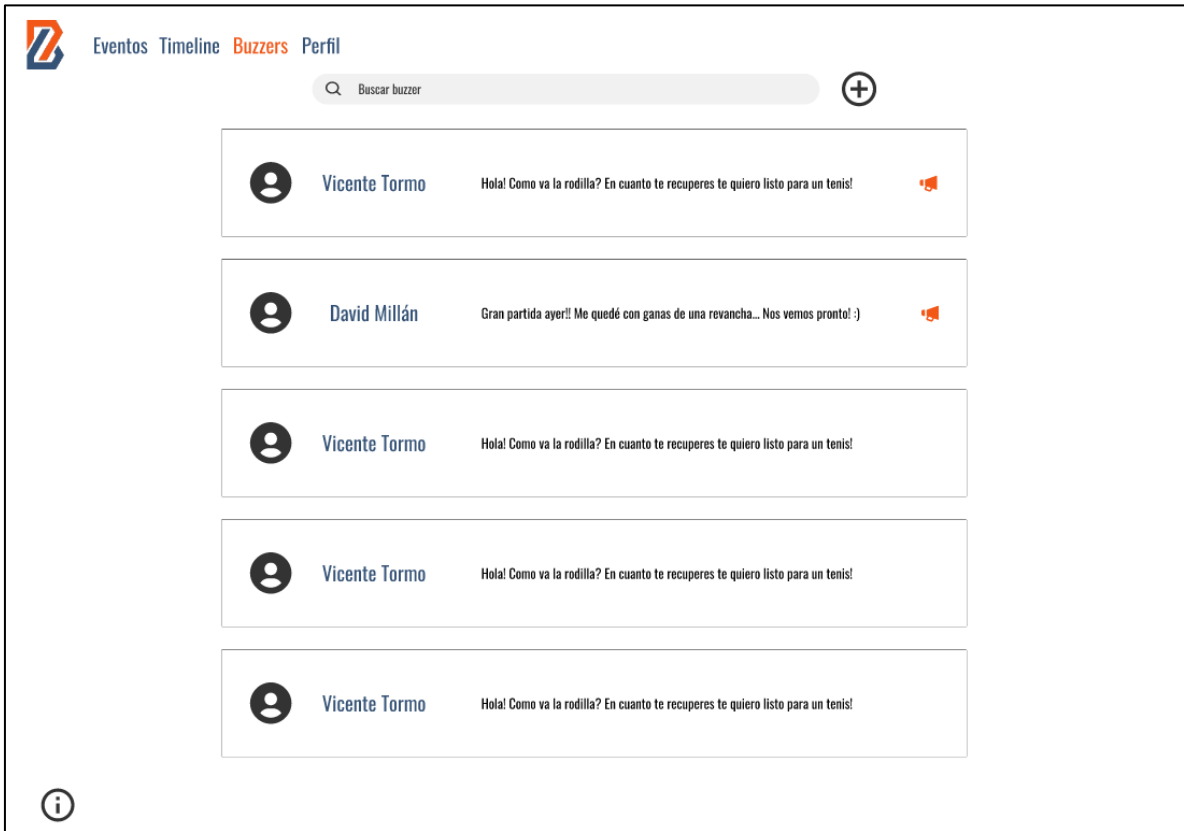 Eventos Timeline Buzzers Perfil
Buscar buzzer
Vicente Tormo Hola! Como va la rodilla? En cuanto te recuperes te quiero listo para un tenis!
David Millán Gran partida ayer!! Me quedé con ganas de una revancha... Nos vemos pronto! :)
Vicente Tormo Hola! Como va la rodilla? En cuanto te recuperes te quiero listo para un tenis!
Vicente Tormo Hola! Como va la rodilla? En cuanto te recuperes te quiero listo para un tenis!
Vicente Tormo Hola! Como va la rodilla? En cuanto te recuperes te quiero listo para un tenis!